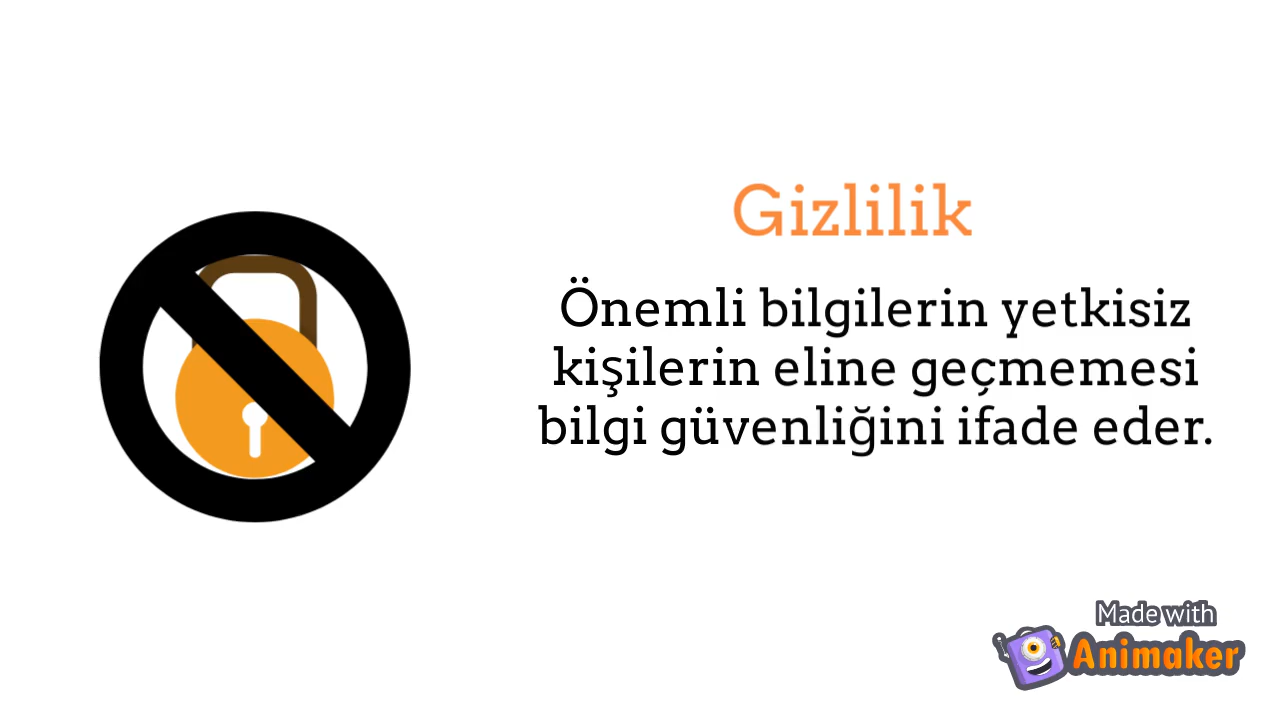 Gizlilik
Önemli bilgilerin yetkisiz
kişilerin eline geçmemesi
bilgi güvenliğini ifade eder.
Made with
Animaker